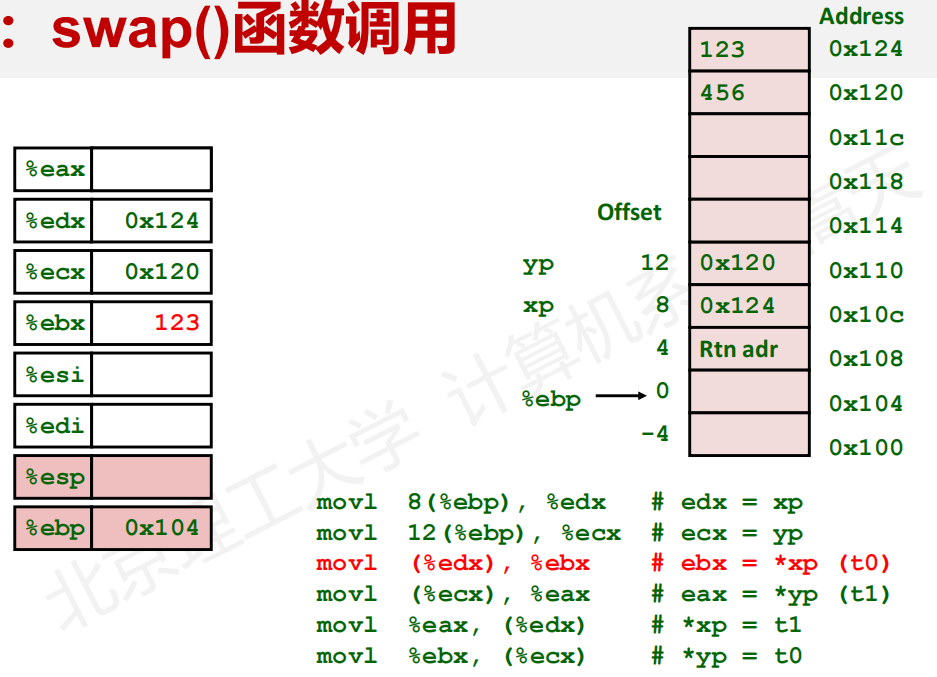 ：swap()函数调用
Address
123 0x124
456 0x120
0x11c
%eax
0x118
%edx 0x124
Offset
0x114
%ecx 0x120
yp 12 0x120 0x110
xp 8 0x124 0x10c
%ebx 123
4 Rtn adr 0x108
%esi
%ebp 0 0x104
%edi
-4 0x100
%esp
%ebp 0x104
movl 8(%ebp), %edx # edx = xp
movl 12(%ebp), %ecx # ecx = yp
movl (%edx), %ebx # ebx = *xp (t0)
movl (%ecx), %eax # eax = *yp (t1)
movl %eax, (%edx) # *xp = t1
movl %ebx, (%ecx) # *yp = t0
北京理工大学 计算机系 高天